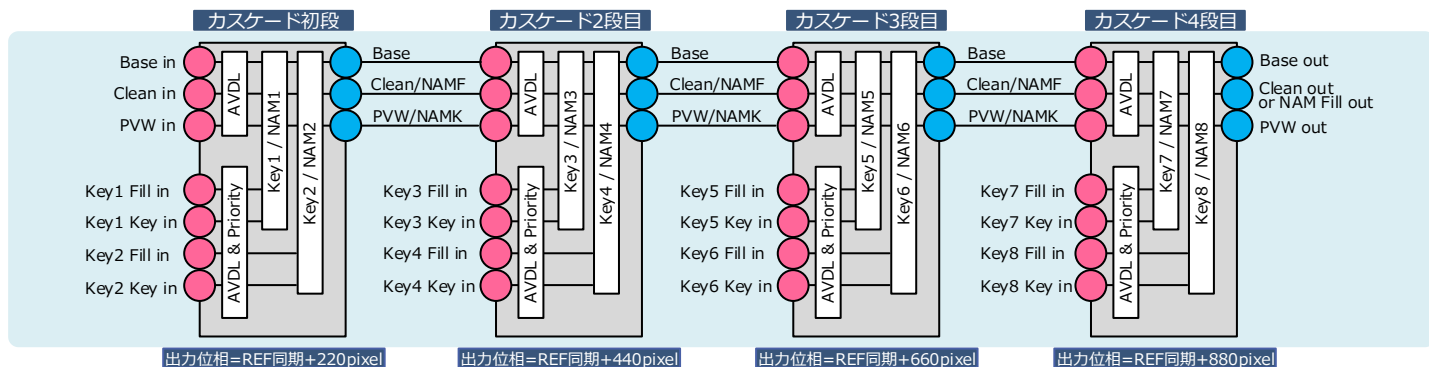 カスケード初段
Base in
Clean in
PVW in
AVDL
Key1 / NAM1
Key2 / NAM2
Key1 Fill in
Key1 Key in
Key2 Fill in
Key2 Key in
AVDL & Priority
出力位相=REF同期+220pixel
Base
Clean/NAMF
PVW/NAMK
カスケード2段目
AVDL
Key3 / NAM3
Key4 / NAM4
Key3 Fill in
Key3 Key in
Key4 Fill in
Key4 Key in
AVDL & Priority
出力位相=REF同期+440pixel
Base
Clean/NAMF
PVW/NAMK
カスケード3段目
AVDL
Key5 / NAM5
Key6 / NAM6
Key5 Fill in
Key5 Key in
Key6 Fill in
Key6 Key in
AVDL & Priority
出力位相=REF同期+660pixel
Base
Clean/NAMF
PVW/NAMK
カスケード4段目
AVDL
Key7 / NAM7
Key8 / NAM8
Key7 Fill in
Key7 Key in
Key8 Fill in
Key8 Key in
AVDL & Priority
出力位相=REF同期+880pixel
Base out
Clean out
or NAM Fill out
PVW out